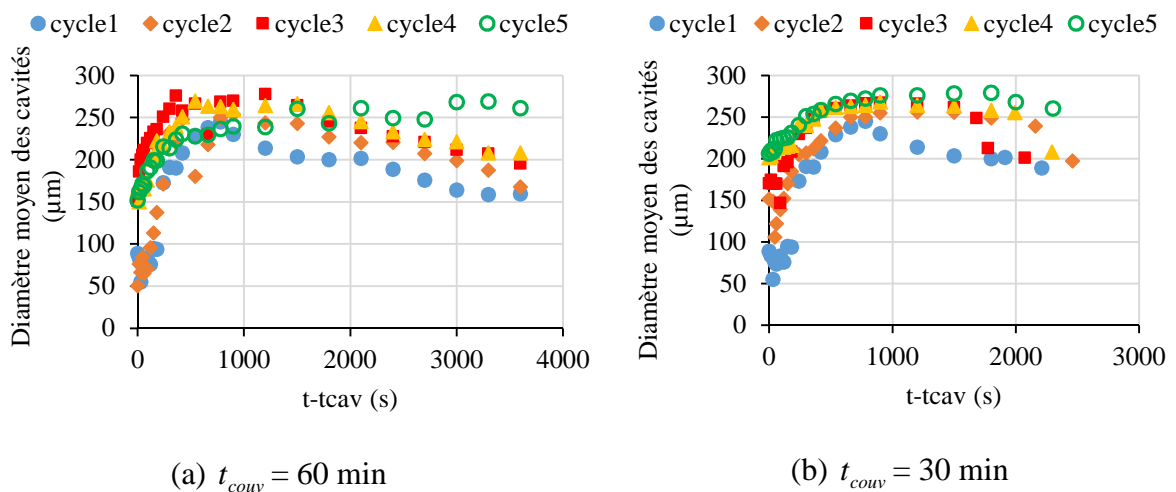 cycle1 cycle2 cycle3 cycle4 cycle5
Diamètre moyen des cavités
(µm)
300
250
200
150
100
50
0
0 1000 2000 3000 4000
t-tcav (s)
(a) tcouv = 60 min
cycle1 cycle2 cycle3 cycle4 cycle5
Diamètre moyen des cavités
(µm)
300
250
200
150
100
50
0
0 1000 2000 3000
t-tcav (s)
(b) tcouv = 30 min